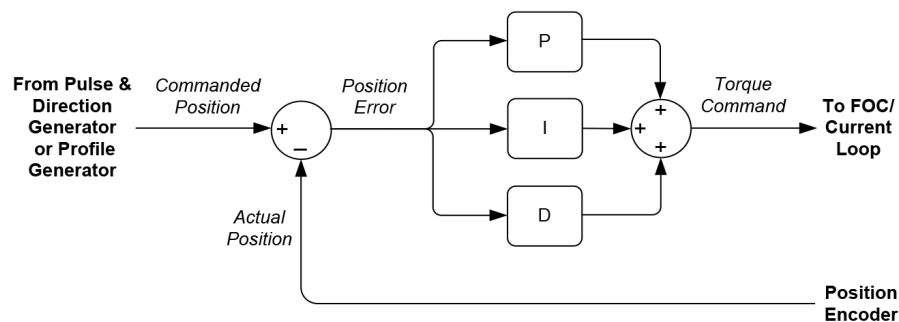 From Pulse &
Direction
Generator
or Profile
Generator
Commanded
Position
+
–
Position
Error
P
I
D
+
+
+
Torque
Command
To FOC/
Current
Loop
Actual
Position
Position
Encoder